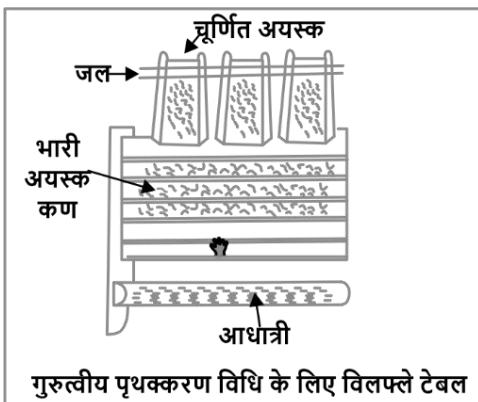 चूर्णित अयस्क
जल
भारी
अयस्क
कण
आधात्री
गुरुत्वीय पृथक्करण विधि के लिए विलफ्ले टेबल